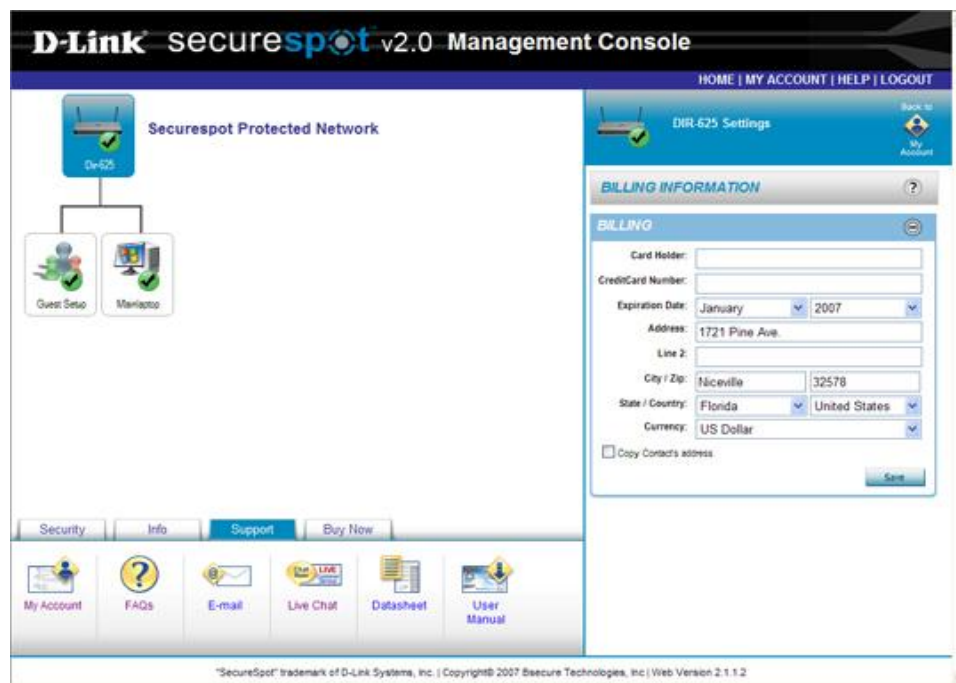 D-Link securespot v2.0 Management Console
HOME | MY ACCOUNT | HELP | LOGOUT
Dir-625
Securespot Protected Network
Guest Setup
DIR-625 Settings
Back to
My
Account
BILLING INFORMATION
?
BILLING
Card Holder:
CreditCard Number:
Expiration Date: January 2007
Address: 1721 Pine Ave.
Line 2:
City / Zip: Niceville 32578
State / Country: Florida United States
Currency: US Dollar
Copy Contact's address
Save
Security Info Support Buy Now
My Account FAQs E-mail Live Chat Datasheet User
Manual
"SecureSpot" trademark of D-Link Systems, Inc. | Copyright© 2007 Bsecure Technologies, Inc | Web Version 2.1.1.2